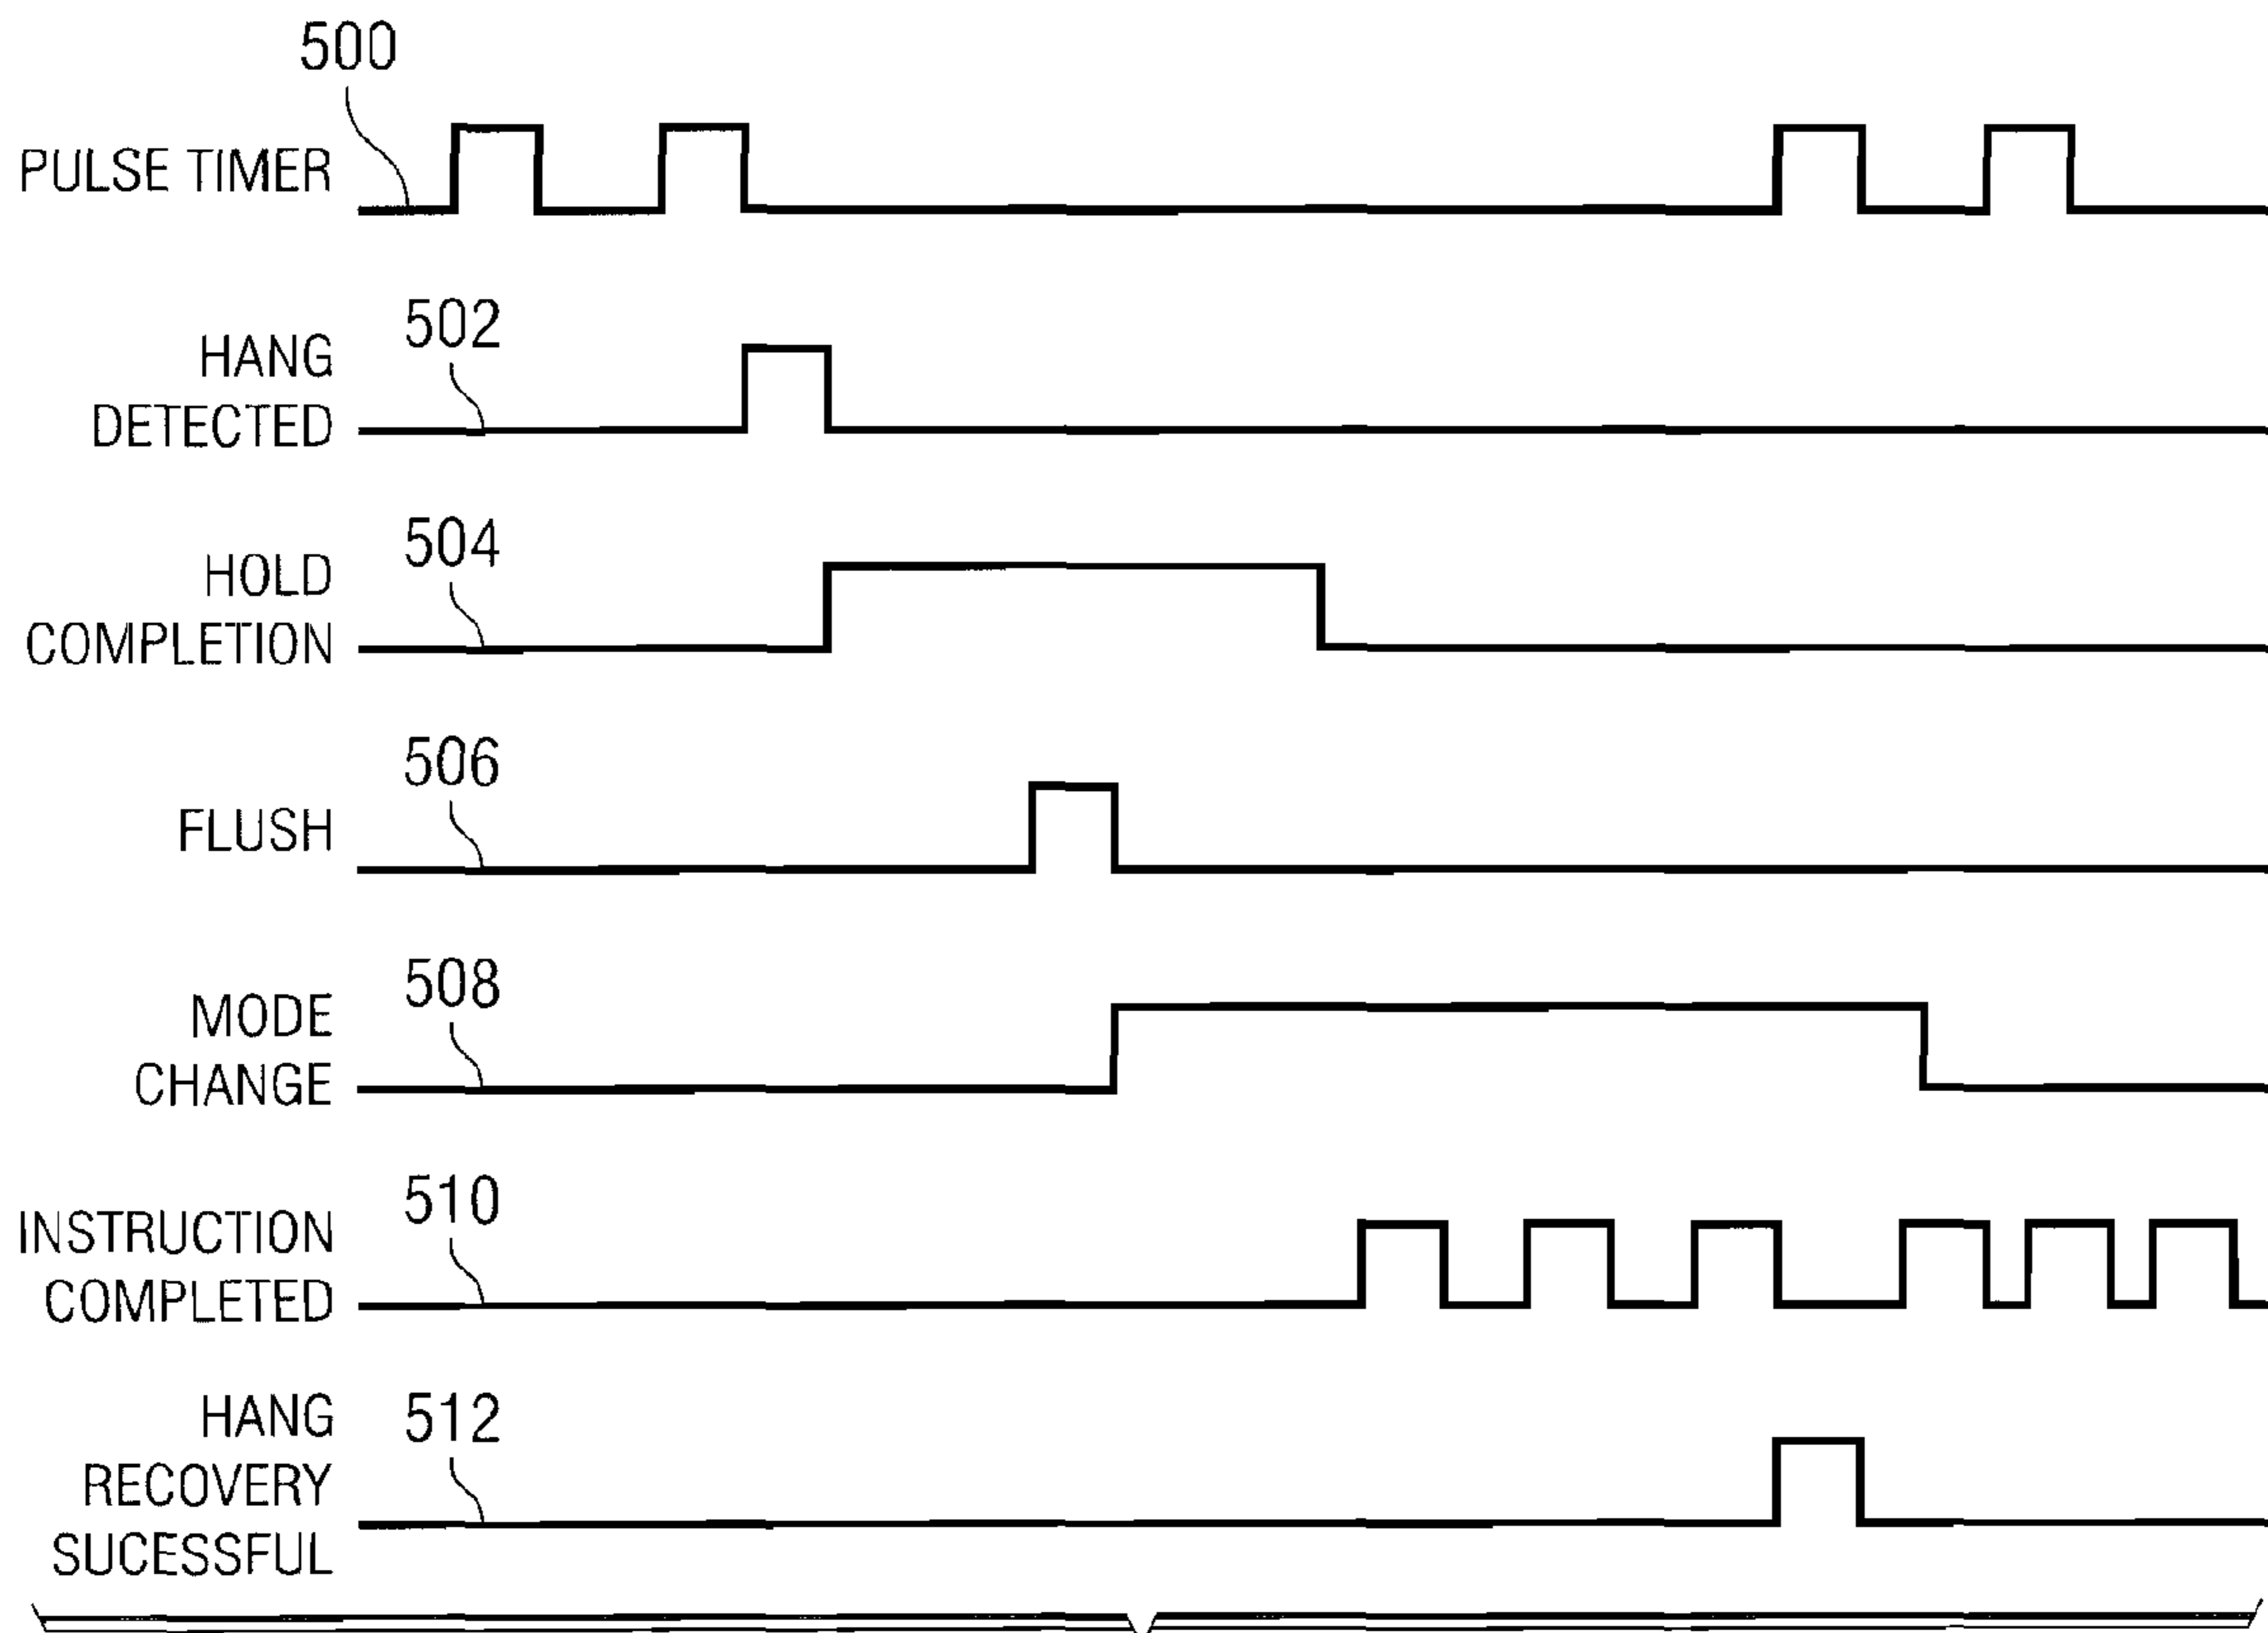 500
PULSE TIMER
502
HANG
DETECTED
504
HOLD
COMPLETION
506
FLUSH
508
MODE
CHANGE
510
INSTRUCTION
COMPLETED
512
HANG
RECOVERY
SUCESSFUL